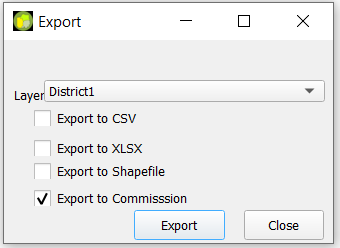 Export
Layer District1
Export to CSV
Export to XLSX
Export to Shapefile
Export to Commisssion
Export Close